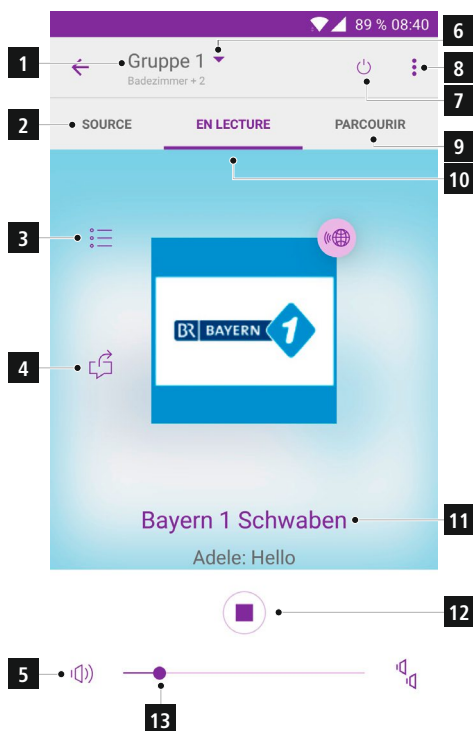 89 % 08:40
6
1
Gruppe 1
Badezimmer + 2
8
7
2
SOURCE
EN LECTURE
PARCOURIR
9
10
3
BR BAYERN 1
4
Bayern 1 Schwaben
11
Adele: Hello
12
5
13